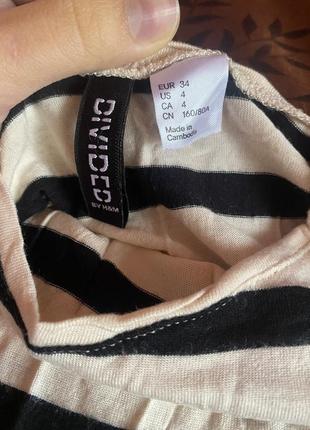 DIVIDED
BY H&M
EUR 34
US 4
CA 4
CN 160/80A
Made in
Cambodia